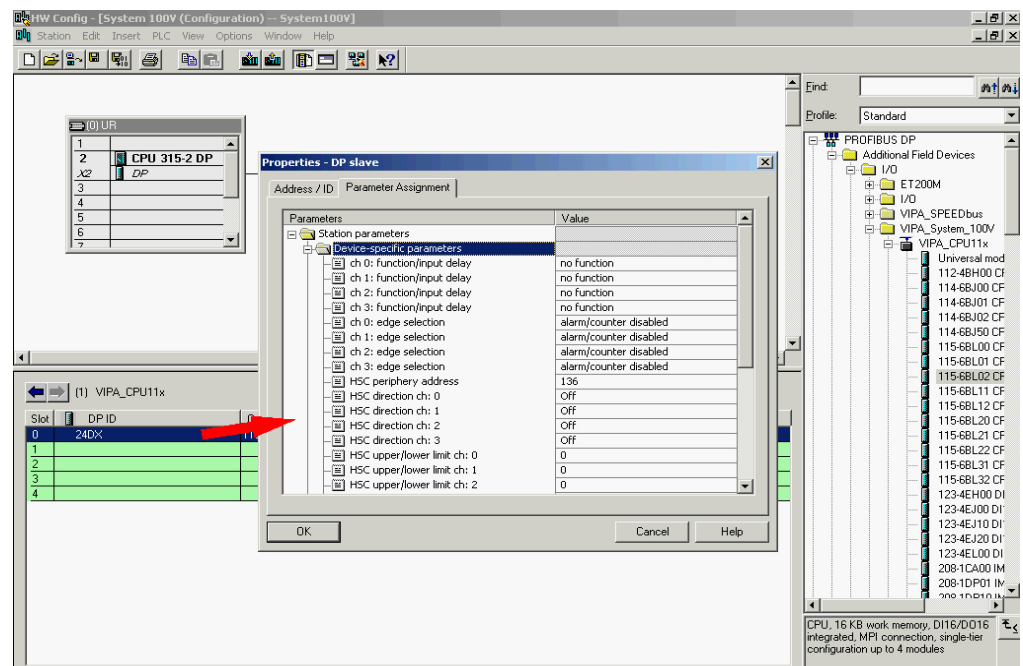 HW Config - [System 100V (Configuration) -- System100V]
Station Edit Insert PLC View Options Window Help
(0) UR
1
2 CPU 315-2 DP
X2 DP
3
4
5
6
7
Find:
Profile: Standard
PROFIBUS DP
Additional Field Devices
I/O
ET200M
I/O
VIPA_SPEEDbus
VIPA_System_100V
VIPA_CPU11x
Universal mod
112-4BH00 CF
114-6BJ00 CF
114-6BJ01 CF
114-6BJ02 CF
114-6BJ50 CF
115-6BL00 CF
115-6BL01 CF
115-6BL02 CF
115-6BL11 CF
115-6BL12 CF
115-6BL20 CF
115-6BL21 CF
115-6BL22 CF
115-6BL31 CF
115-6BL32 CF
123-4EH00 DI
123-4EJ00 DI
123-4EJ10 DI
123-4EJ20 DI
123-4EL00 DI
208-1CA00 IM
208-1DP01 IM
208-1DP10 IM
CPU, 16 KB work memory, DI16/DO16
integrated, MPI connection, single-tier
configuration up to 4 modules
Properties - DP slave
Address / ID Parameter Assignment
Parameters Value
Station parameters
Device-specific parameters
ch 0: function/input delay no function
ch 1: function/input delay no function
ch 2: function/input delay no function
ch 3: function/input delay no function
ch 0: edge selection alarm/counter disabled
ch 1: edge selection alarm/counter disabled
ch 2: edge selection alarm/counter disabled
ch 3: edge selection alarm/counter disabled
HSC periphery address 136
HSC direction ch: 0 Off
HSC direction ch: 1 Off
HSC direction ch: 2 Off
HSC direction ch: 3 Off
HSC upper/lower limit ch: 0 0
HSC upper/lower limit ch: 1 0
HSC upper/lower limit ch: 2 0
OK Cancel Help
(1) VIPA_CPU11x
Slot DP ID
0 24DX
1
2
3
4